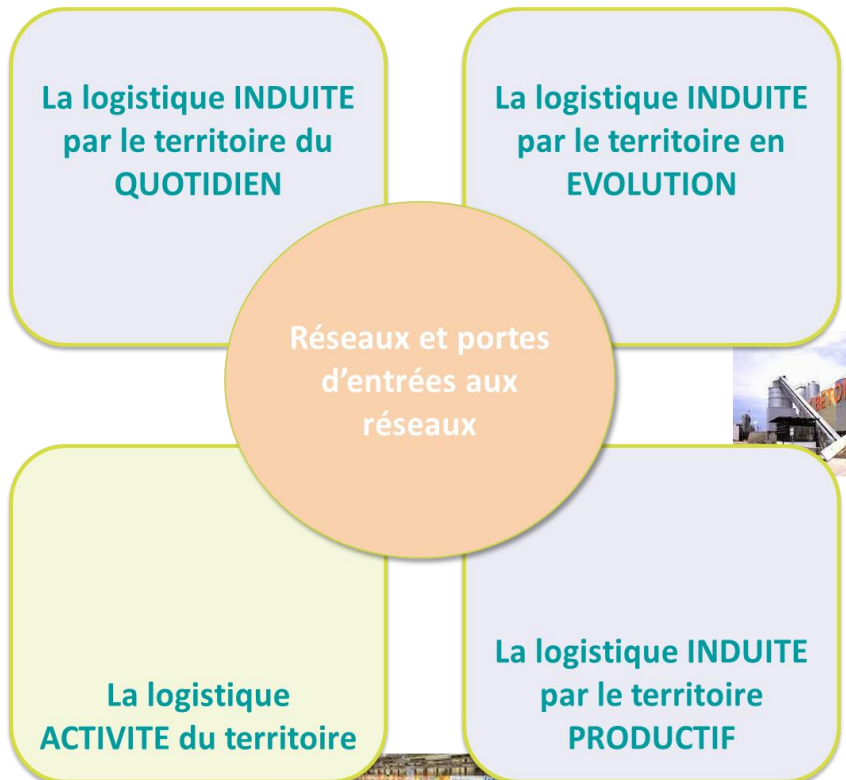 La logistique INDUITE
par le territoire du
QUOTIDIEN
La logistique INDUITE
par le territoire en
EVOLUTION
Réseaux et portes
d'entrées aux
réseaux
La logistique
ACTIVITE du territoire
La logistique INDUITE
par le territoire
PRODUCTIF